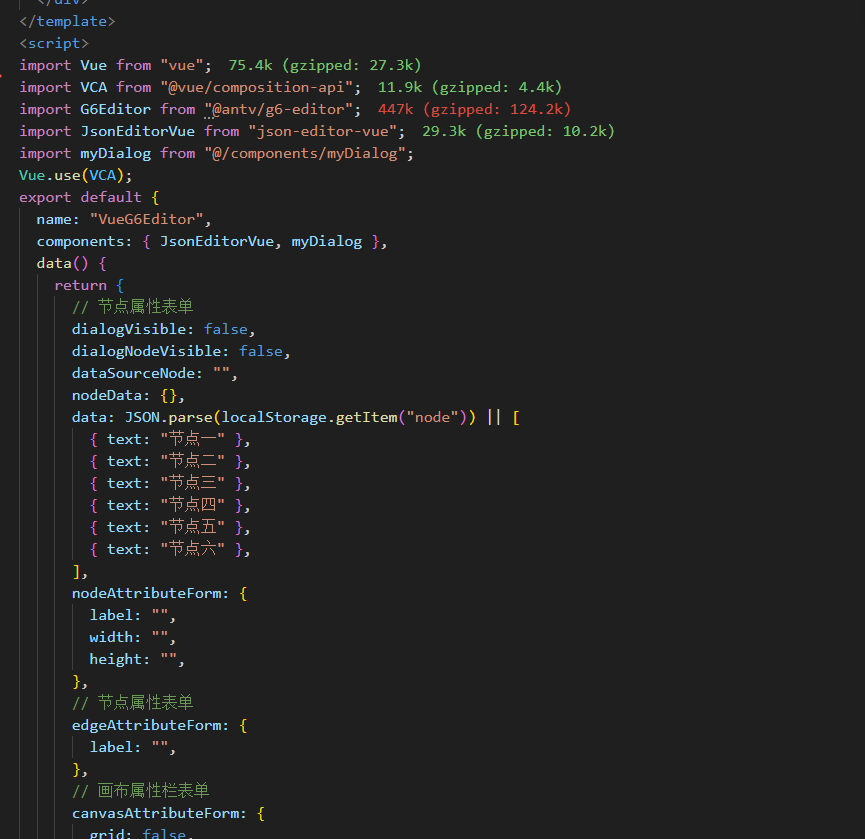 </div>
</template>
<script>
import Vue from "vue"; 75.4k (gzipped: 27.3k)
import VCA from "@vue/composition-api"; 11.9k (gzipped: 4.4k)
import G6Editor from "@antv/g6-editor"; 447k (gzipped: 124.2k)
import JsonEditorVue from "json-editor-vue"; 29.3k (gzipped: 10.2k)
import myDialog from "@/components/myDialog";
Vue.use(VCA);
export default {
  name: "VueG6Editor",
  components: { JsonEditorVue, myDialog },
  data() {
    return {
      // 节点属性表单
      dialogVisible: false,
      dialogNodeVisible: false,
      dataSourceNode: "",
      nodeData: {},
      data: JSON.parse(localStorage.getItem("node")) || [
        { text: "节点一" },
        { text: "节点二" },
        { text: "节点三" },
        { text: "节点四" },
        { text: "节点五" },
        { text: "节点六" },
      ],
      nodeAttributeForm: {
        label: "",
        width: "",
        height: "",
      },
      // 节点属性表单
      edgeAttributeForm: {
        label: "",
      },
      // 画布属性栏表单
      canvasAttributeForm: {
        grid: false,